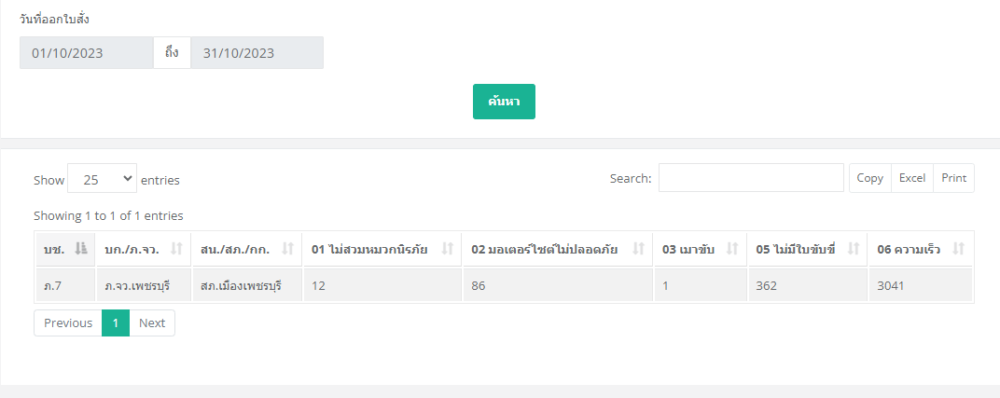 วันที่ออกใบสั่ง
01/10/2023 ถึง 31/10/2023
ค้นหา
Show 25 entries Search: Copy Excel Print
Showing 1 to 1 of 1 entries
บช. บก./ภ.จว. สน./สภ./กก. 01 ไม่สวมหมวกนิรภัย 02 มอเตอร์ไซต์ไม่ปลอดภัย 03 เมาขับ 05 ไม่มีใบขับขี่ 06 ความเร็ว
ภ.7 ภ.จว.เพชรบุรี สภ.เมืองเพชรบุรี 12 86 1 362 3041
Previous 1 Next